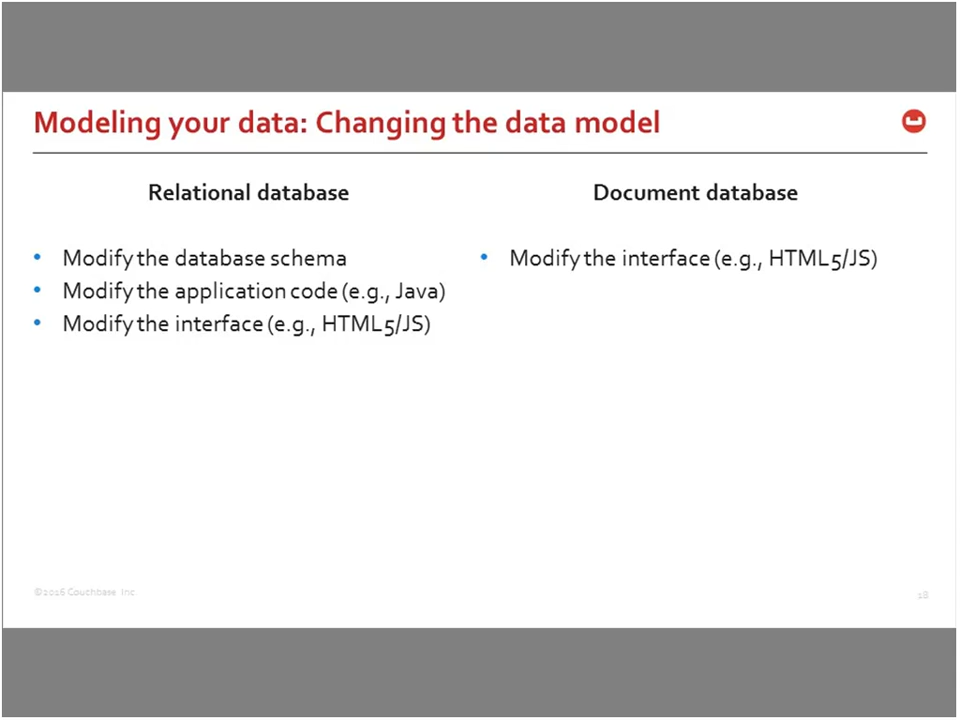 Modeling your data: Changing the data model
Relational database
• Modify the database schema
• Modify the application code (e.g., Java)
• Modify the interface (e.g., HTML5/JS)
Document database
• Modify the interface (e.g., HTML5/JS)
©2016 Couchbase Inc
18